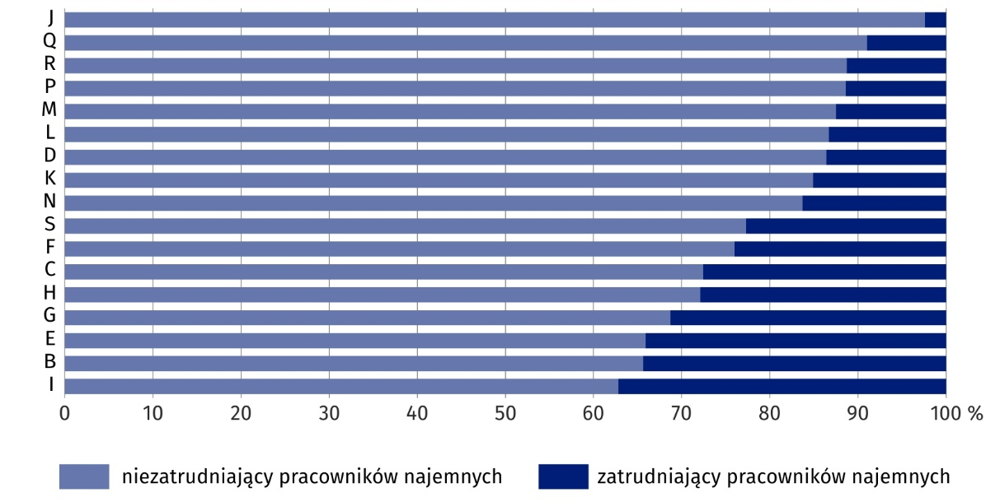 J
Q
R
P
M
L
D
K
N
S
F
C
H
G
E
B
I
0 10 20 30 40 50 60 70 80 90 100 %
niezatrudniający pracowników najemnych zatrudniający pracowników najemnych